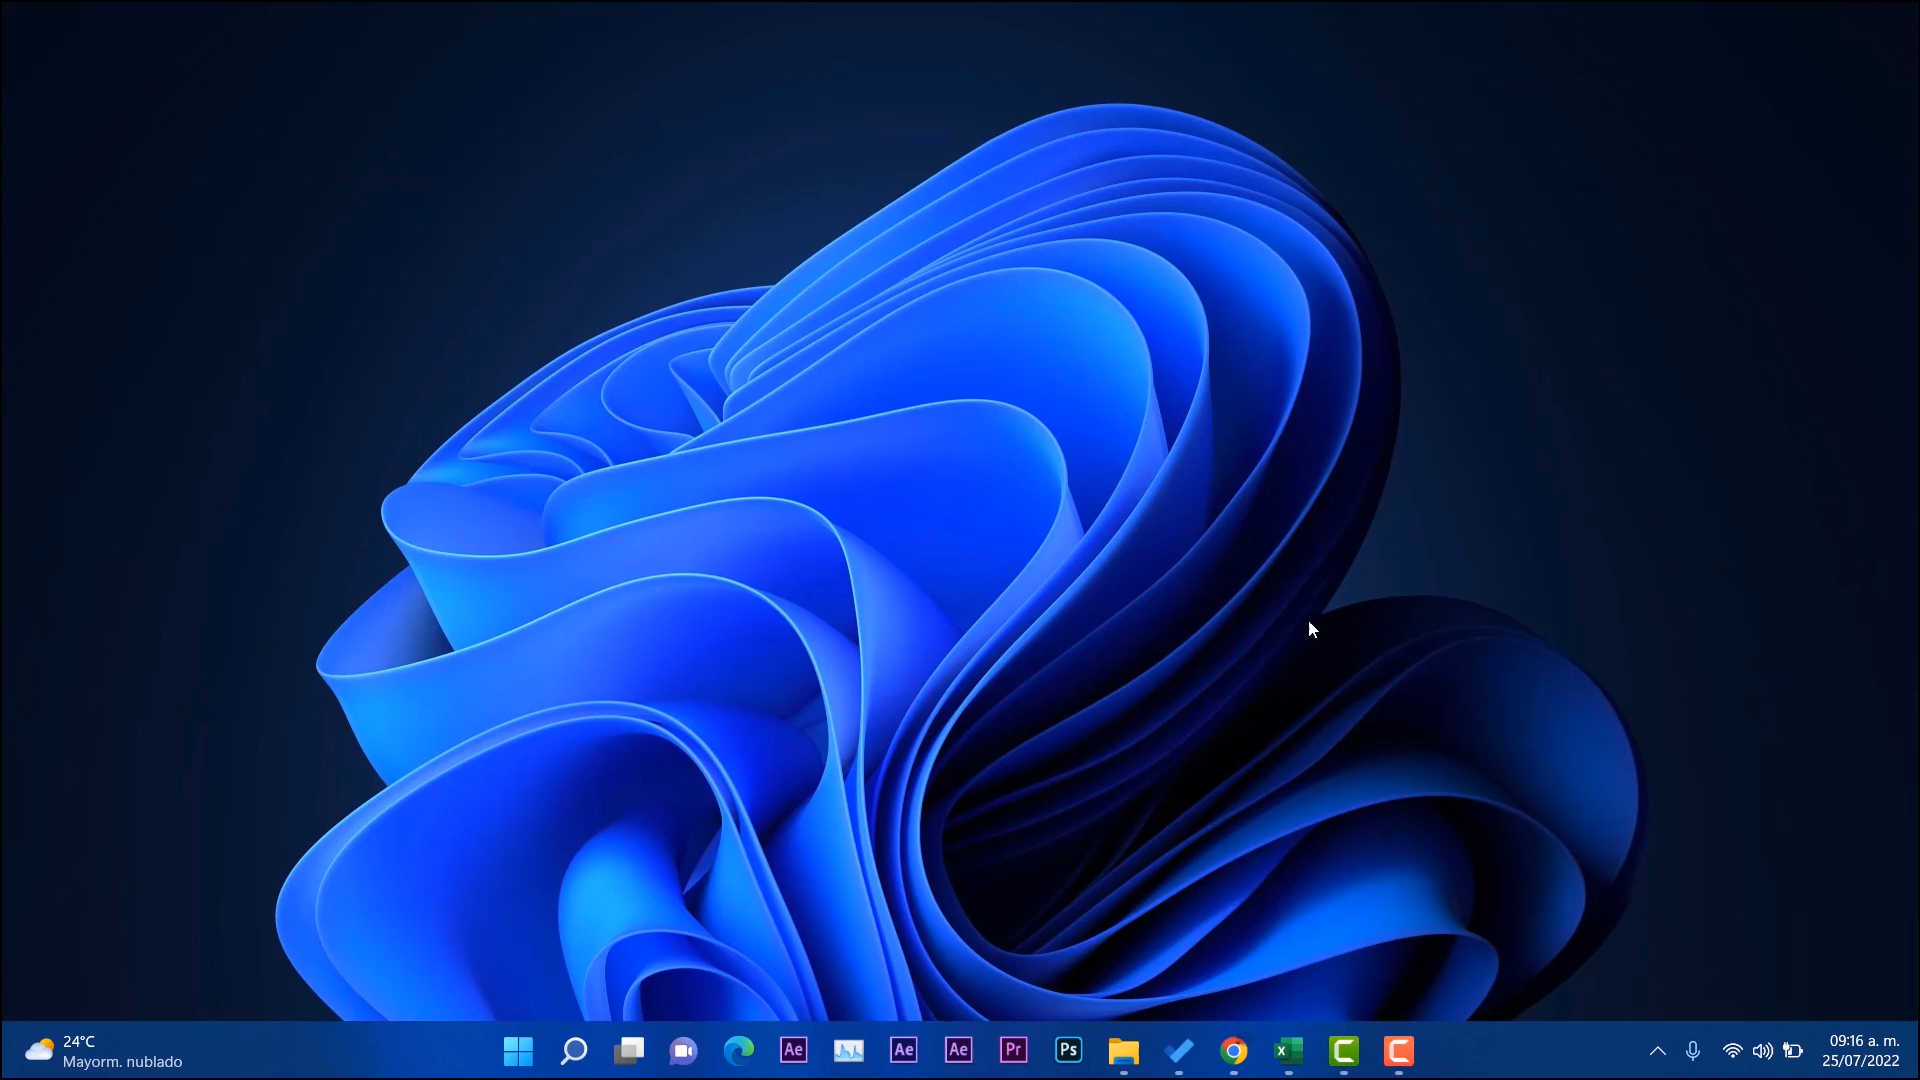 24°C
Mayorm. nublado
Ae
Ae
Ae
Pr
Ps
09:16 a. m.
25/07/2022